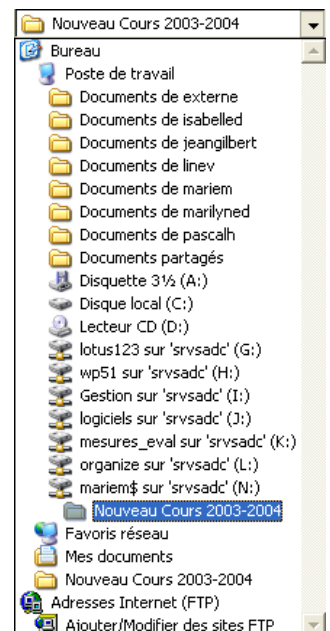 Nouveau Cours 2003-2004
Bureau
Poste de travail
Documents de externe
Documents de isabelled
Documents de jeangilbert
Documents de linev
Documents de mariem
Documents de marilyned
Documents de pascalh
Documents partagés
Disquette 3½ (A:)
Disque local (C:)
Lecteur CD (D:)
lotus123 sur 'srvsadc' (G:)
wp51 sur 'srvsadc' (H:)
Gestion sur 'srvsadc' (I:)
logiciels sur 'srvsadc' (J:)
mesures_eval sur 'srvsadc' (K:)
organize sur 'srvsadc' (L:)
mariem$ sur 'srvsadc' (N:)
Nouveau Cours 2003-2004
Favoris réseau
Mes documents
Nouveau Cours 2003-2004
Adresses Internet (FTP)
Ajouter/Modifier des sites FTP